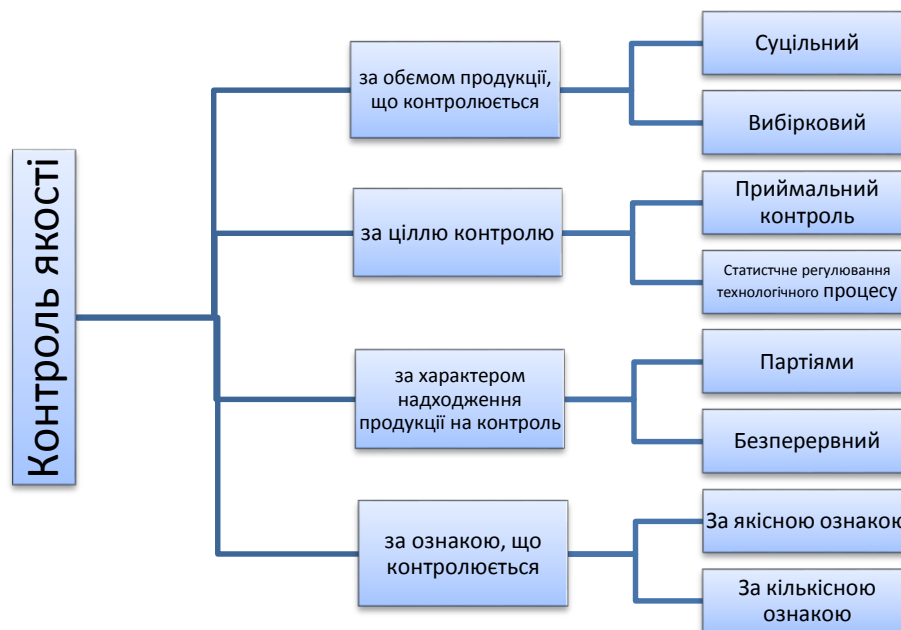 Контроль якості
за обємом продукції,
що контролюється
Суцільний
Вибірковий
за ціллю контролю
Приймальний
контроль
Статистчне регулювання
технологічного процесу
за характером
надходження
продукції на контроль
Партіями
Безперервний
за ознакою, що
контролюється
За якісною ознакою
За кількісною
ознакою